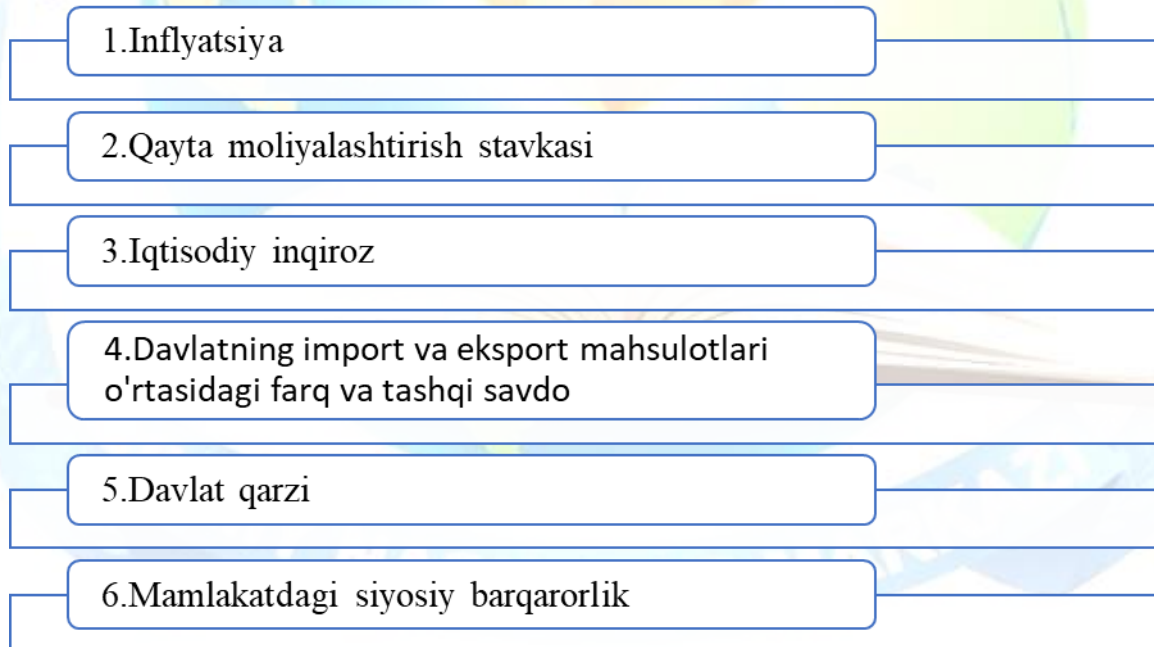 1.Inflyatsiya
2.Qayta moliyalashtirish stavkasi
3.Iqtisodiy inqiroz
4.Davlatning import va eksport mahsulotlari
o'rtasidagi farq va tashqi savdo
5.Davlat qarzi
6.Mamlakatdagi siyosiy barqarorlik